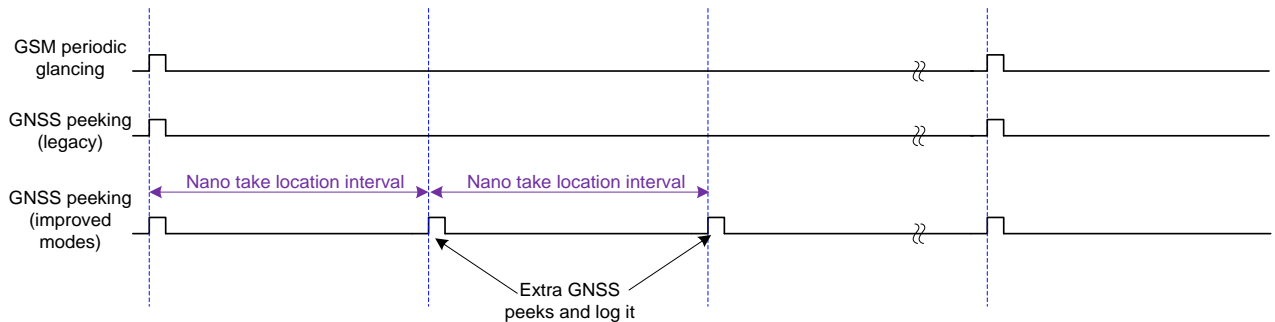 GSM periodic
glancing
GNSS peeking
(legacy)
Nano take location interval
Nano take location interval
GNSS peeking
(improved
modes)
Extra GNSS
peeks and log it